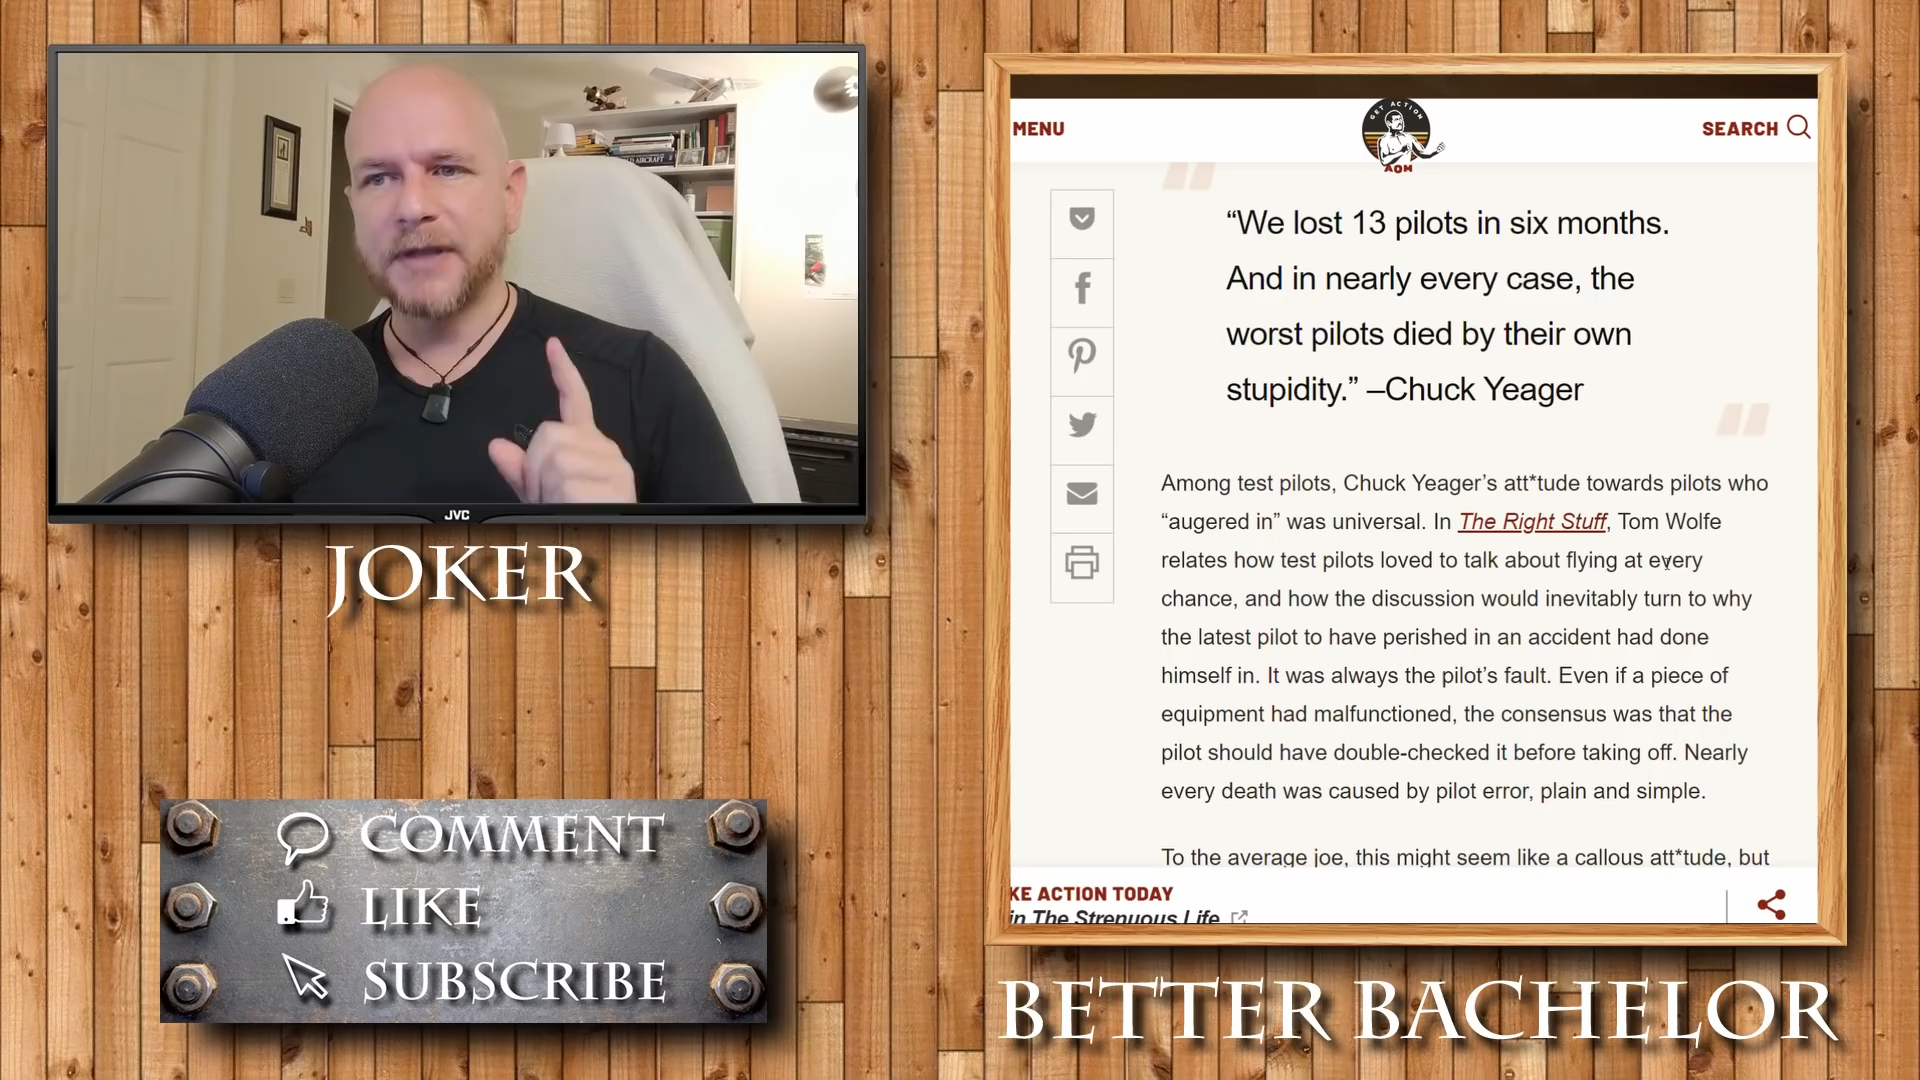 JVC
JOKER
COMMENT
LIKE
SUBSCRIBE
MENU
GET ACTION
AOM
SEARCH
“We lost 13 pilots in six months.
And in nearly every case, the
worst pilots died by their own
stupidity.” –Chuck Yeager
Among test pilots, Chuck Yeager’s att*tude towards pilots who
“augered in” was universal. In The Right Stuff, Tom Wolfe
relates how test pilots loved to talk about flying at every
chance, and how the discussion would inevitably turn to why
the latest pilot to have perished in an accident had done
himself in. It was always the pilot’s fault. Even if a piece of
equipment had malfunctioned, the consensus was that the
pilot should have double-checked it before taking off. Nearly
every death was caused by pilot error, plain and simple.
To the average joe, this might seem like a callous att*tude, but
KE ACTION TODAY
in The Strenuous Life
BETTER BACHELOR